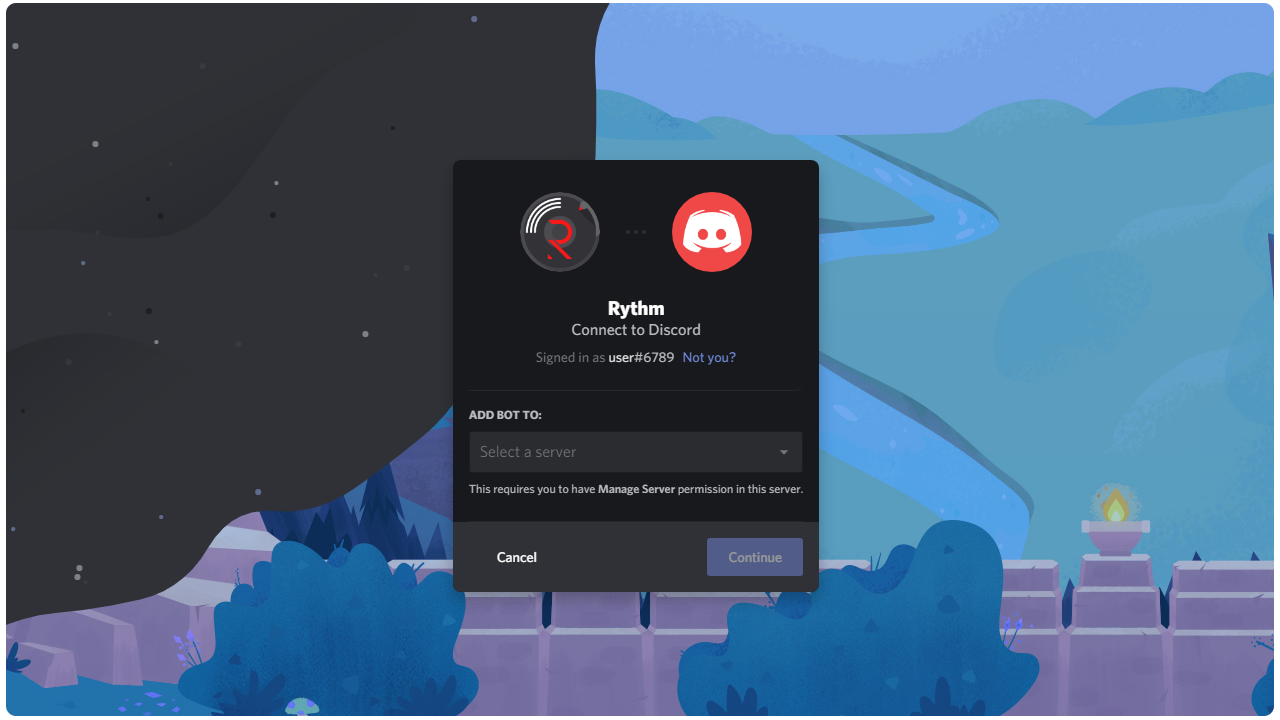 Rythm
Connect to Discord
Signed in as user#6789 Not you?
ADD BOT TO:
Select a server
This requires you to have Manage Server permission in this server.
Cancel
Continue